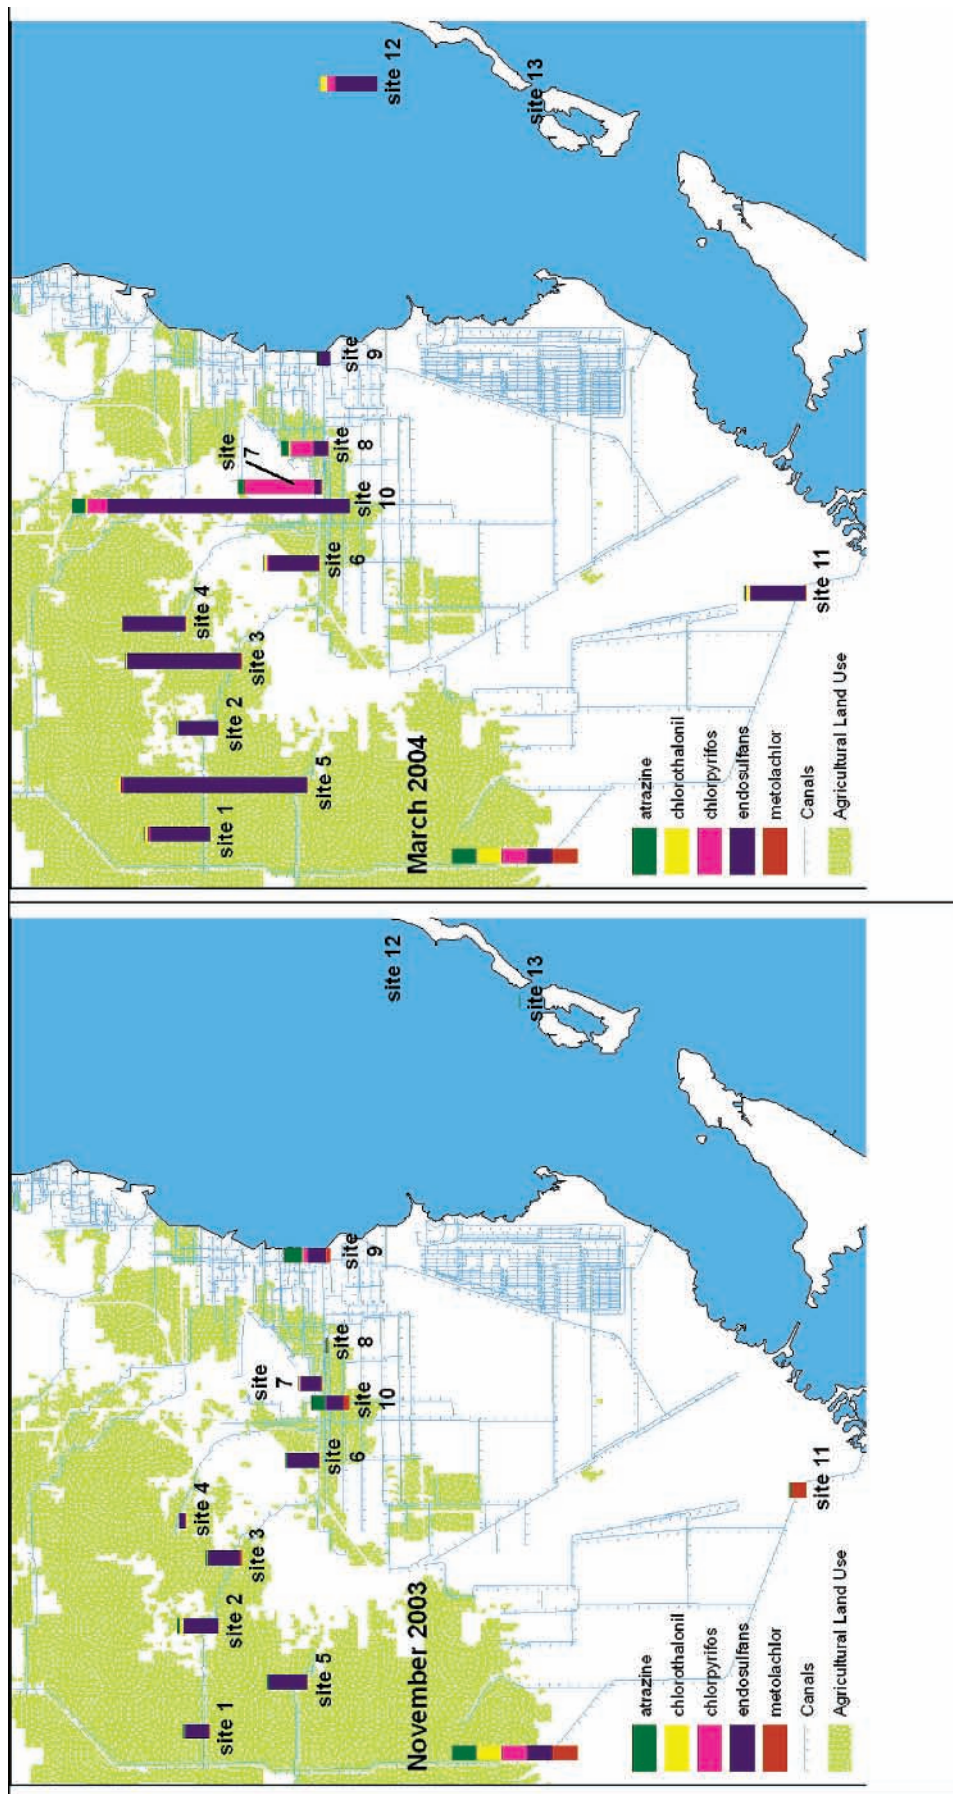 November 2003
site 1
site 2
site 3
site 4
site 5
site
6
site
7
site
10
site
8
site
9
site 11
site 12
site 13
atrazine
chlorothalonil
chlorpyrifos
endosulfans
metolachlor
Canals
Agricultural Land Use
March 2004
site 1
site 2
site 3
site 4
site 5
site
6
site
7
site
10
site
8
site
9
site 11
site 12
site 13
atrazine
chlorothalonil
chlorpyrifos
endosulfans
metolachlor
Canals
Agricultural Land Use